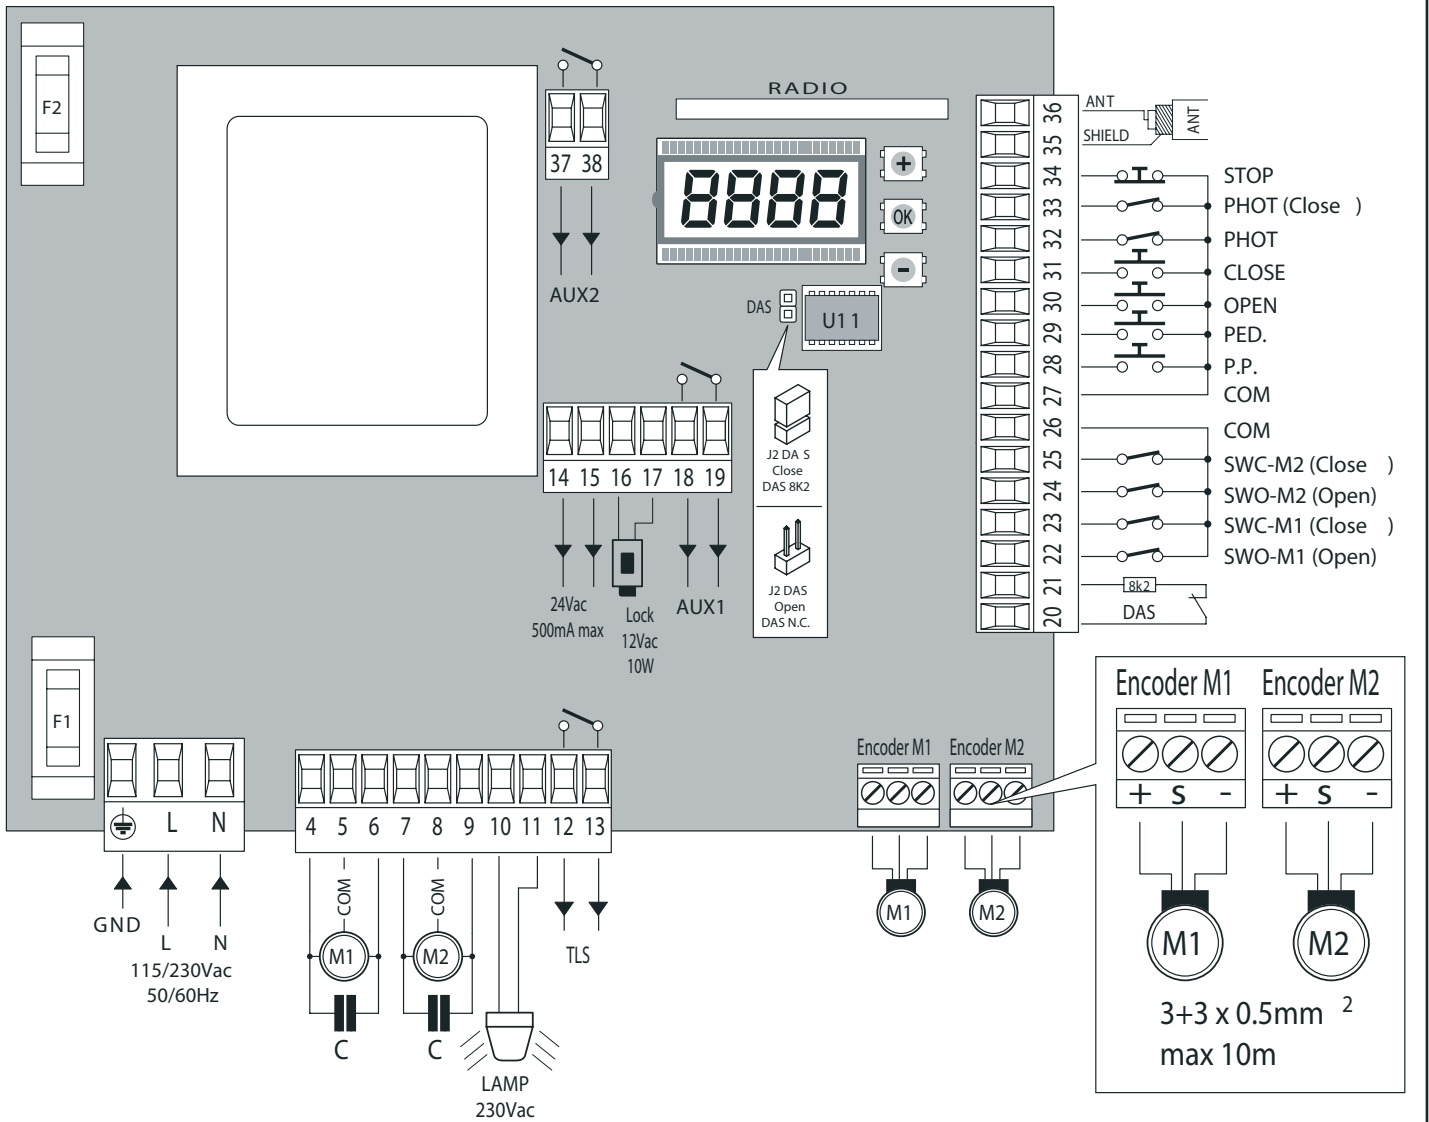 F2
37 38
AUX2
RADIO
8888
+
OK
-
DAS
U1 1
J2 DA S
Close
DAS 8K2
J2 DAS
Open
DAS N.C.
14 15 16 17 18 19
24Vac
500mA max
Lock
12Vac
10W
AUX1
36 ANT
ANT
35 SHIELD
34 STOP
33 PHOT (Close )
32 PHOT
31 CLOSE
30 OPEN
29 PED.
28 P.P.
27 COM
26 COM
25 SWC-M2 (Close )
24 SWO-M2 (Open)
23 SWC-M1 (Close )
22 SWO-M1 (Open)
21 8k2
20 DAS
F1
L N
GND
L N
115/230Vac
50/60Hz
4 5 6 7 8 9 10 11 12 13
COM COM
M1 M2
C C
LAMP
230Vac
TLS
Encoder M1 Encoder M2
M1 M2
Encoder M1 Encoder M2
+ S - + S -
M1 M2
3+3 x 0.5mm 2
max 10m